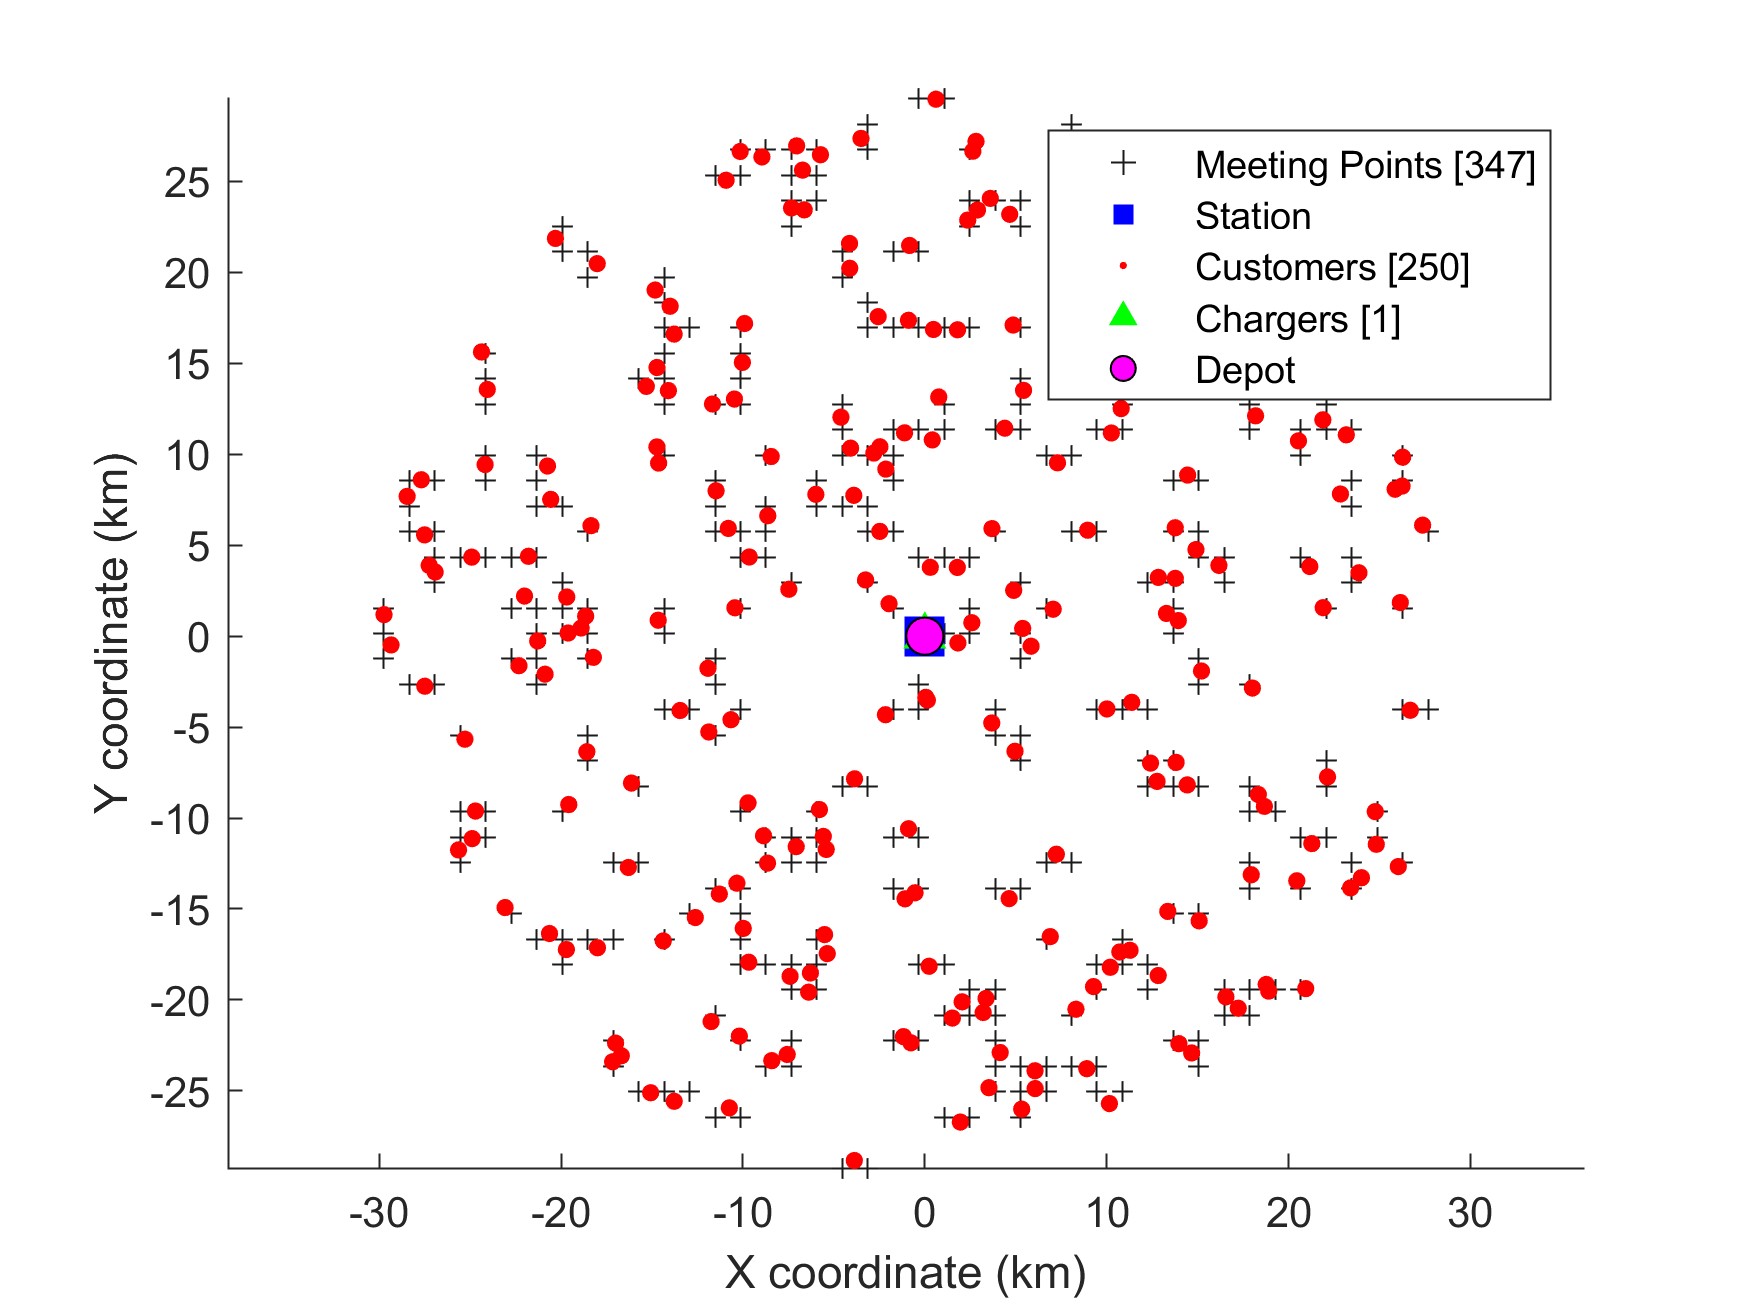 Meeting Points [347]
Station
Customers [250]
Chargers [1]
Depot
25
20
15
10
5
0
-5
-10
-15
-20
-25
Y coordinate (km)
-30 -20 -10 0 10 20 30
X coordinate (km)